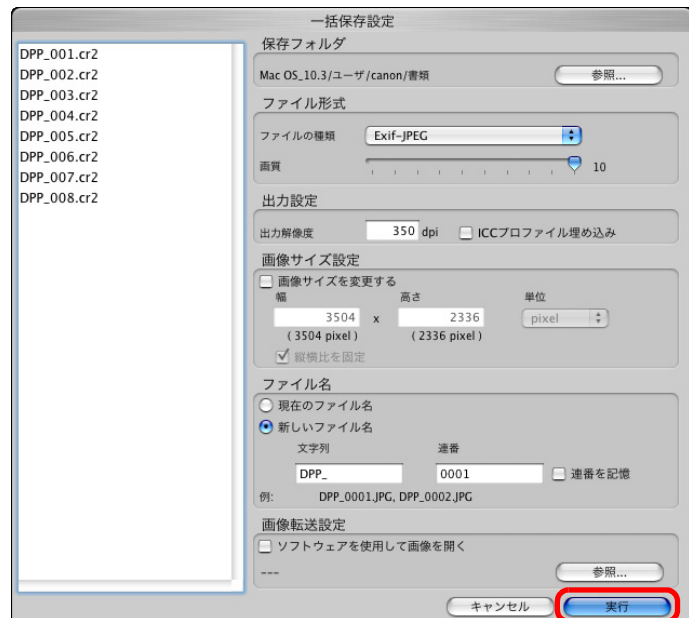 一括保存設定
DPP_001.cr2
DPP_002.cr2
DPP_003.cr2
DPP_004.cr2
DPP_005.cr2
DPP_006.cr2
DPP_007.cr2
DPP_008.cr2
保存フォルダ
Mac OS_10.3/ユーザ/canon/書類 参照...
ファイル形式
ファイルの種類 Exif-JPEG
画質 10
出力設定
出力解像度 350 dpi ICCプロファイル埋め込み
画像サイズ設定
画像サイズを変更する
幅 高さ 単位
3504 x 2336 pixel
(3504 pixel) (2336 pixel)
縦横比を固定
ファイル名
現在のファイル名
新しいファイル名
文字列 連番
DPP_ 0001 連番を記憶
例: DPP_0001.JPG, DPP_0002.JPG
画像転送設定
ソフトウェアを使用して画像を開く
--- 参照...
キャンセル 実行